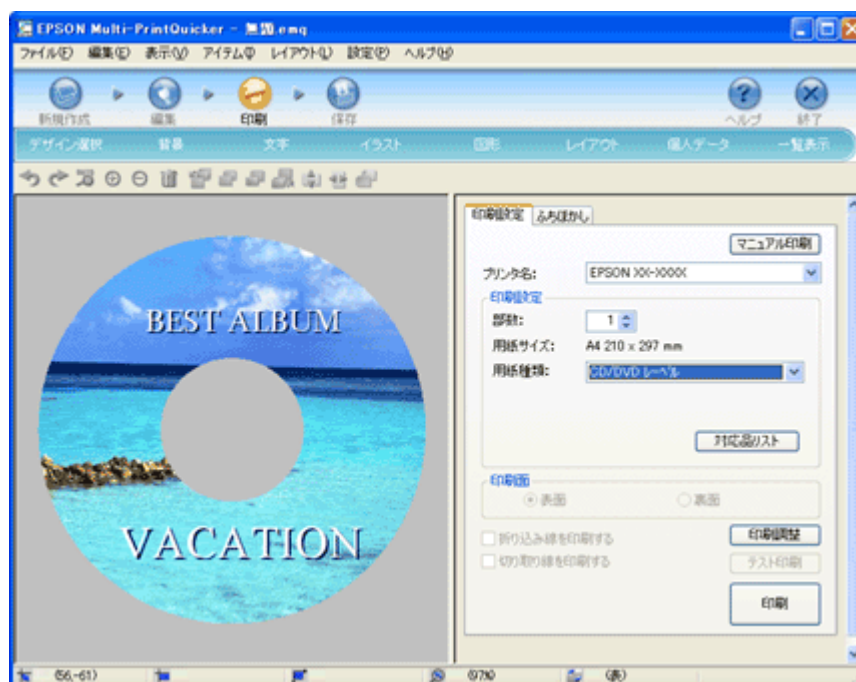 EPSON Multi-PrintQuicker - 無題.emq
ファイル(F) 編集(E) 表示(V) アイテム(I) レイアウト(L) 設定(P) ヘルプ(H)
新規作成 編集 印刷 保存 ヘルプ 終了
デザイン選択 背景 文字 イラスト 図形 レイアウト 個人データ 一覧表示
BEST ALBUM
VACATION
印刷設定 ふちぼかし
マニュアル印刷
プリンタ名: EPSON XX-XXXX
印刷設定
部数: 1
用紙サイズ: A4 210 x 297 mm
用紙種類: CD/DVD レーベル
対応品リスト
印刷面
表面 裏面
折り込み線を印刷する 印刷調整
切り取り線を印刷する テスト印刷
印刷
(56,-61) (97%) (表)